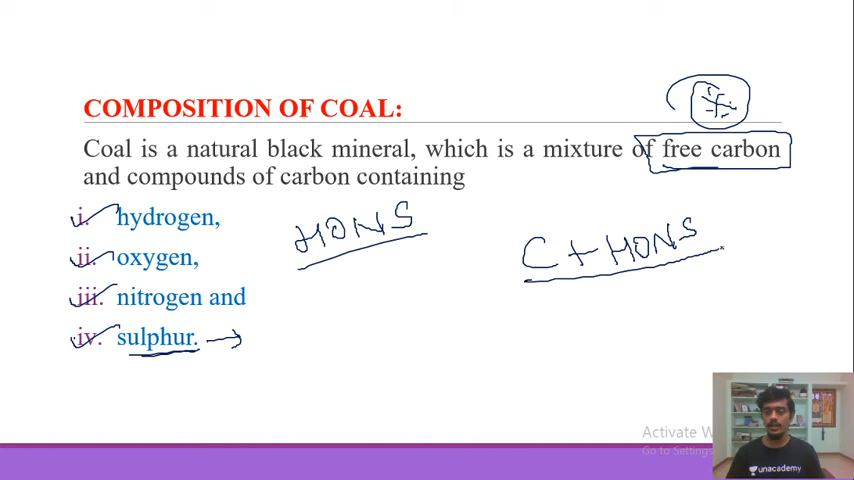 COMPOSITION OF COAL:
Coal is a natural black mineral, which is a mixture of free carbon
and compounds of carbon containing
i. hydrogen,
HONS
C + HONS
ii. oxygen,
iii. nitrogen and
iv. sulphur. →
Activate W
Go to Settings
unacademy